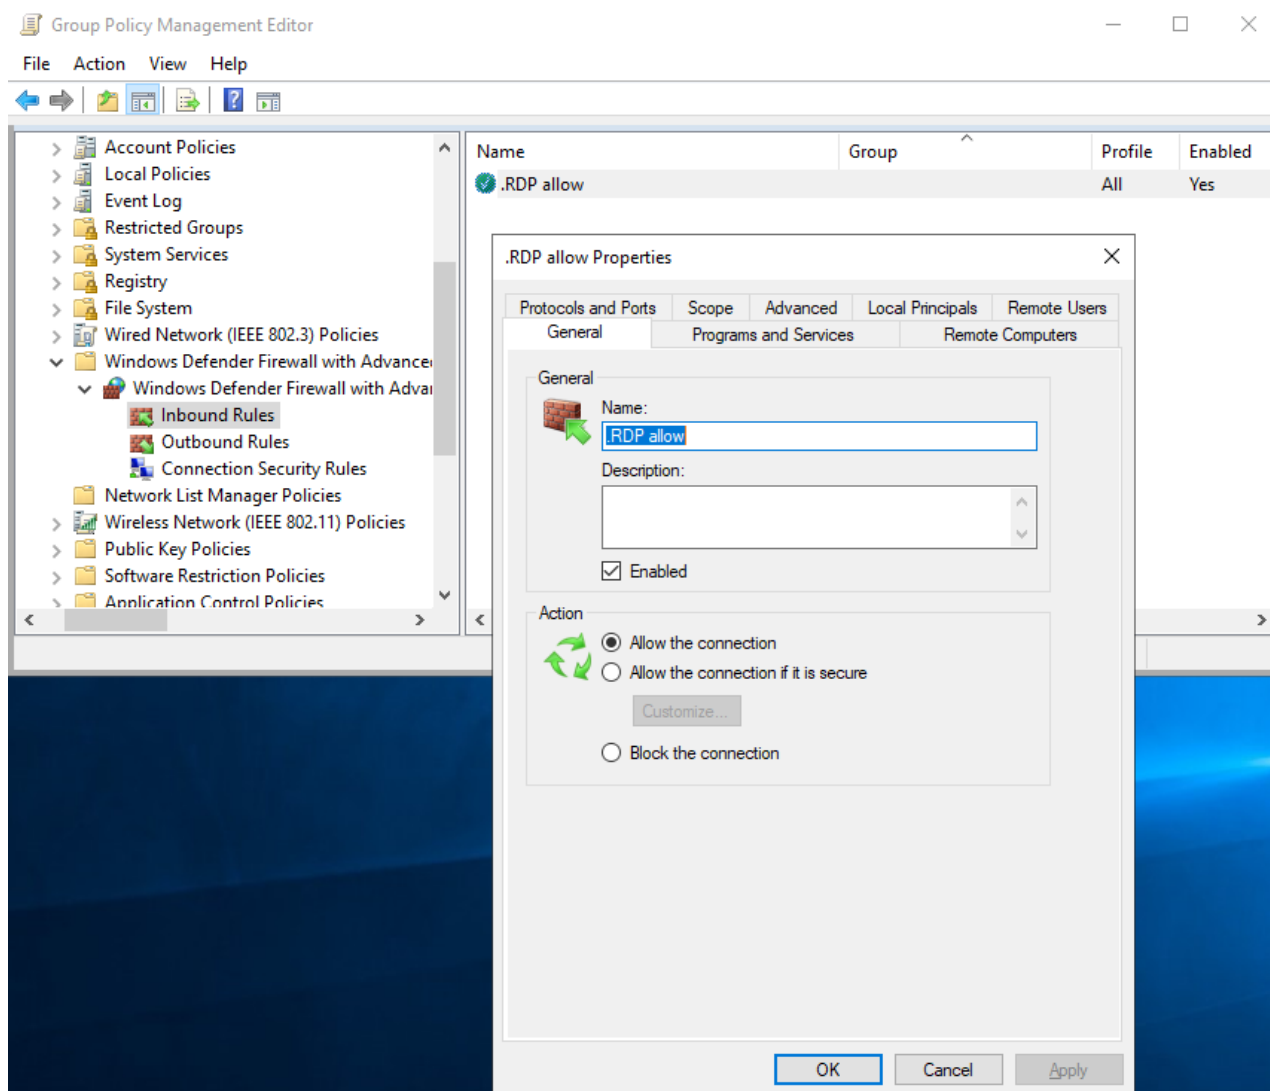 Group Policy Management Editor
File Action View Help
Account Policies
Local Policies
Event Log
Restricted Groups
System Services
Registry
File System
Wired Network (IEEE 802.3) Policies
Windows Defender Firewall with Advance
Windows Defender Firewall with Adva
Inbound Rules
Outbound Rules
Connection Security Rules
Network List Manager Policies
Wireless Network (IEEE 802.11) Policies
Public Key Policies
Software Restriction Policies
Application Control Policies
Name Group Profile Enabled
.RDP allow All Yes
.RDP allow Properties
Protocols and Ports Scope Advanced Local Principals Remote Users
General Programs and Services Remote Computers
General
Name:
.RDP allow
Description:
Enabled
Action
Allow the connection
Allow the connection if it is secure
Customize...
Block the connection
OK Cancel Apply